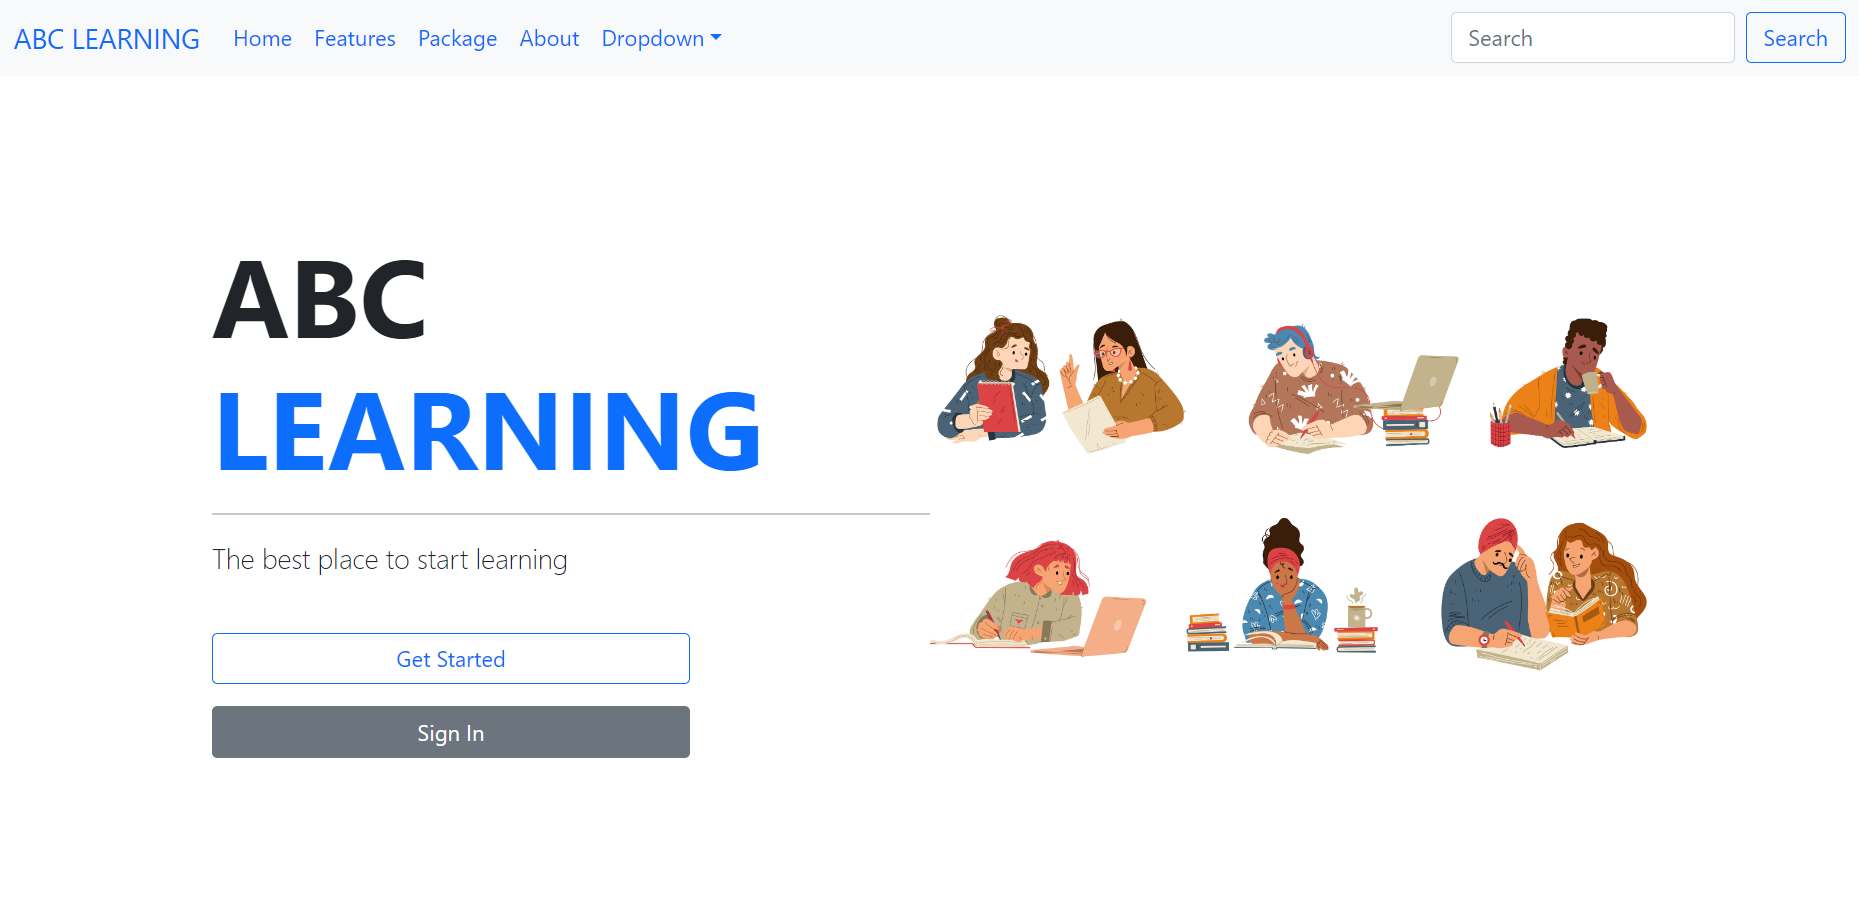 ABC LEARNING Home Features Package About Dropdown Search Search
ABC
LEARNING
The best place to start learning
Get Started
Sign In